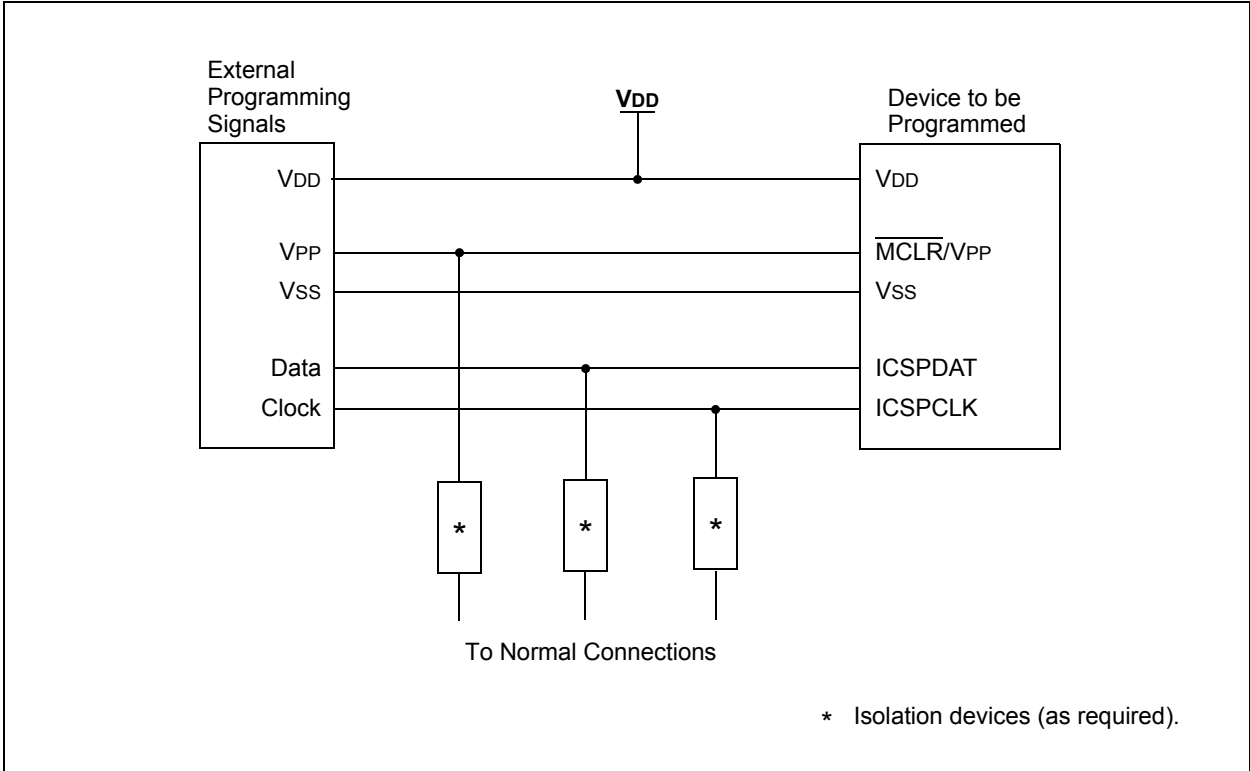 External
Programming
Signals
VDD
Device to be
Programmed
VDD
VPP
VSS
Data
Clock
VDD
M̅C̅L̅R̅/VPP
VSS
ICSPDAT
ICSPCLK
*
*
*
To Normal Connections
* Isolation devices (as required).